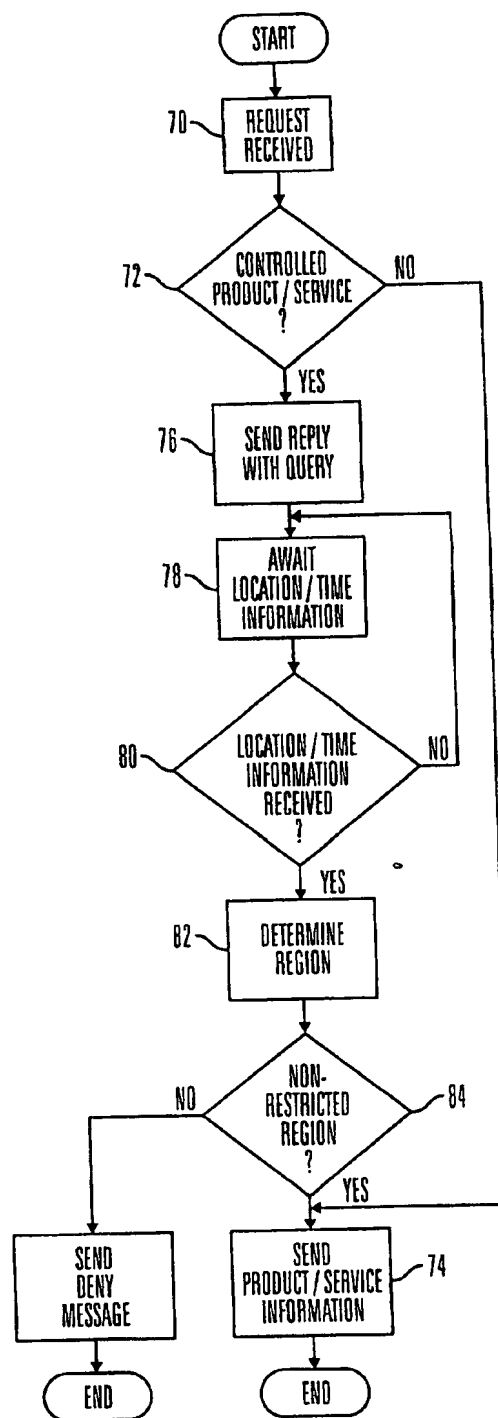 START
70
REQUEST
RECEIVED
72
CONTROLLED
PRODUCT / SERVICE
?
NO
YES
76
SEND REPLY
WITH QUERY
78
AWAIT
LOCATION / TIME
INFORMATION
80
LOCATION / TIME
INFORMATION
RECEIVED
?
NO
YES
82
DETERMINE
REGION
NON-
RESTRICTED
REGION
?
84
NO
YES
SEND
DENY
MESSAGE
SEND
PRODUCT / SERVICE
INFORMATION
74
END
END